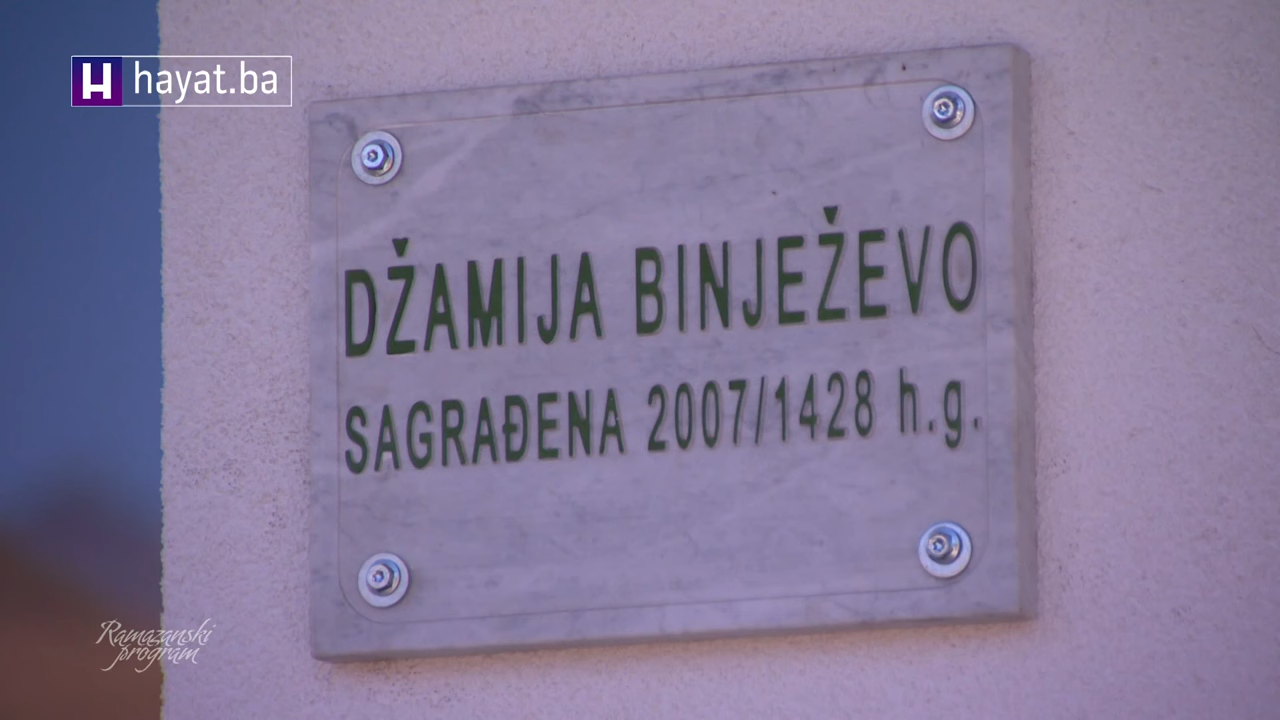 H hayat.ba
DŽAMIJA BINJEŽEVO
SAGRAĐENA 2007/1428 h.g.
Ramazanski
program